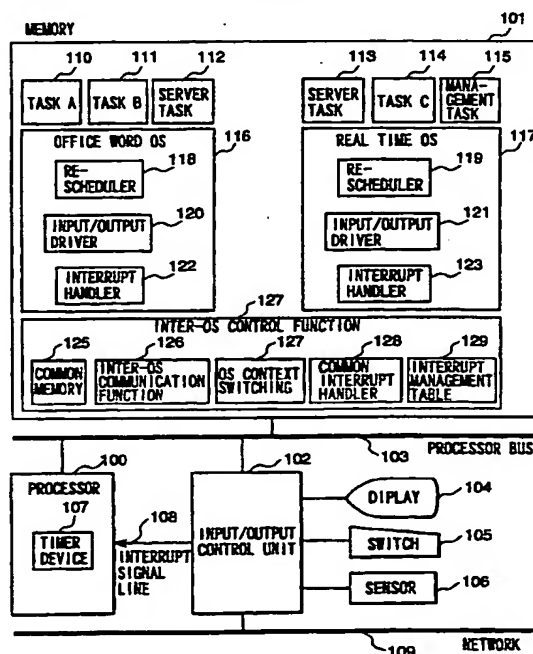 MEMORY
101
110
111
112
113
114
115
TASK A
TASK B
SERVER
TASK
SERVER
TASK
TASK C
MANA-
GEMENT
TASK
OFFICE WORD OS
116
REAL TIME OS
117
118
RE-
SCHEDULER
119
RE-
SCHEDULER
120
INPUT/OUTPUT
DRIVER
121
INPUT/OUTPUT
DRIVER
122
INTERRUPT
HANDLER
123
INTERRUPT
HANDLER
127
INTER-OS CONTROL FUNCTION
125
126
127
128
129
COMMON
MEMORY
INTER-OS
COMMUNICATION
FUNCTION
OS CONTEXT
SWITCHING
COMMON
INTERRUPT
HANDLER
INTERRUPT
MANAGEMENT
TABLE
103
PROCESSOR BUS
100
102
PROCESSOR
107
TIMER
DEVICE
108
INTERRUPT
SIGNAL
LINE
INPUT/OUTPUT
CONTROL UNIT
DIPLAY
104
SWITCH
105
SENSOR
106
109
NETWORK